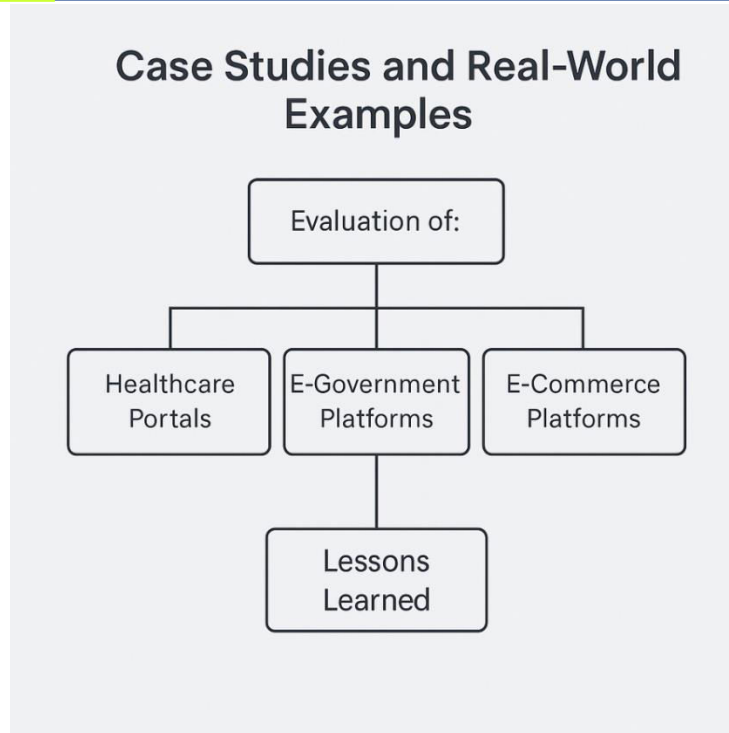 Case Studies and Real-World
Examples
Evaluation of:
Healthcare
Portals
E-Government
Platforms
E-Commerce
Platforms
Lessons
Learned